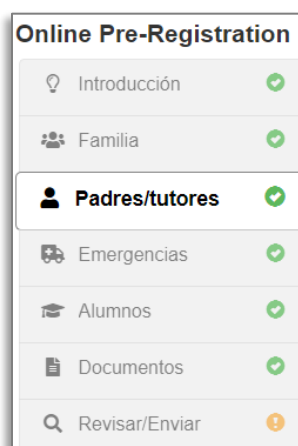 Online Pre-Registration
Introducción
Familia
Padres/tutores
Emergencias
Alumnos
Documentos
Revisar/Enviar